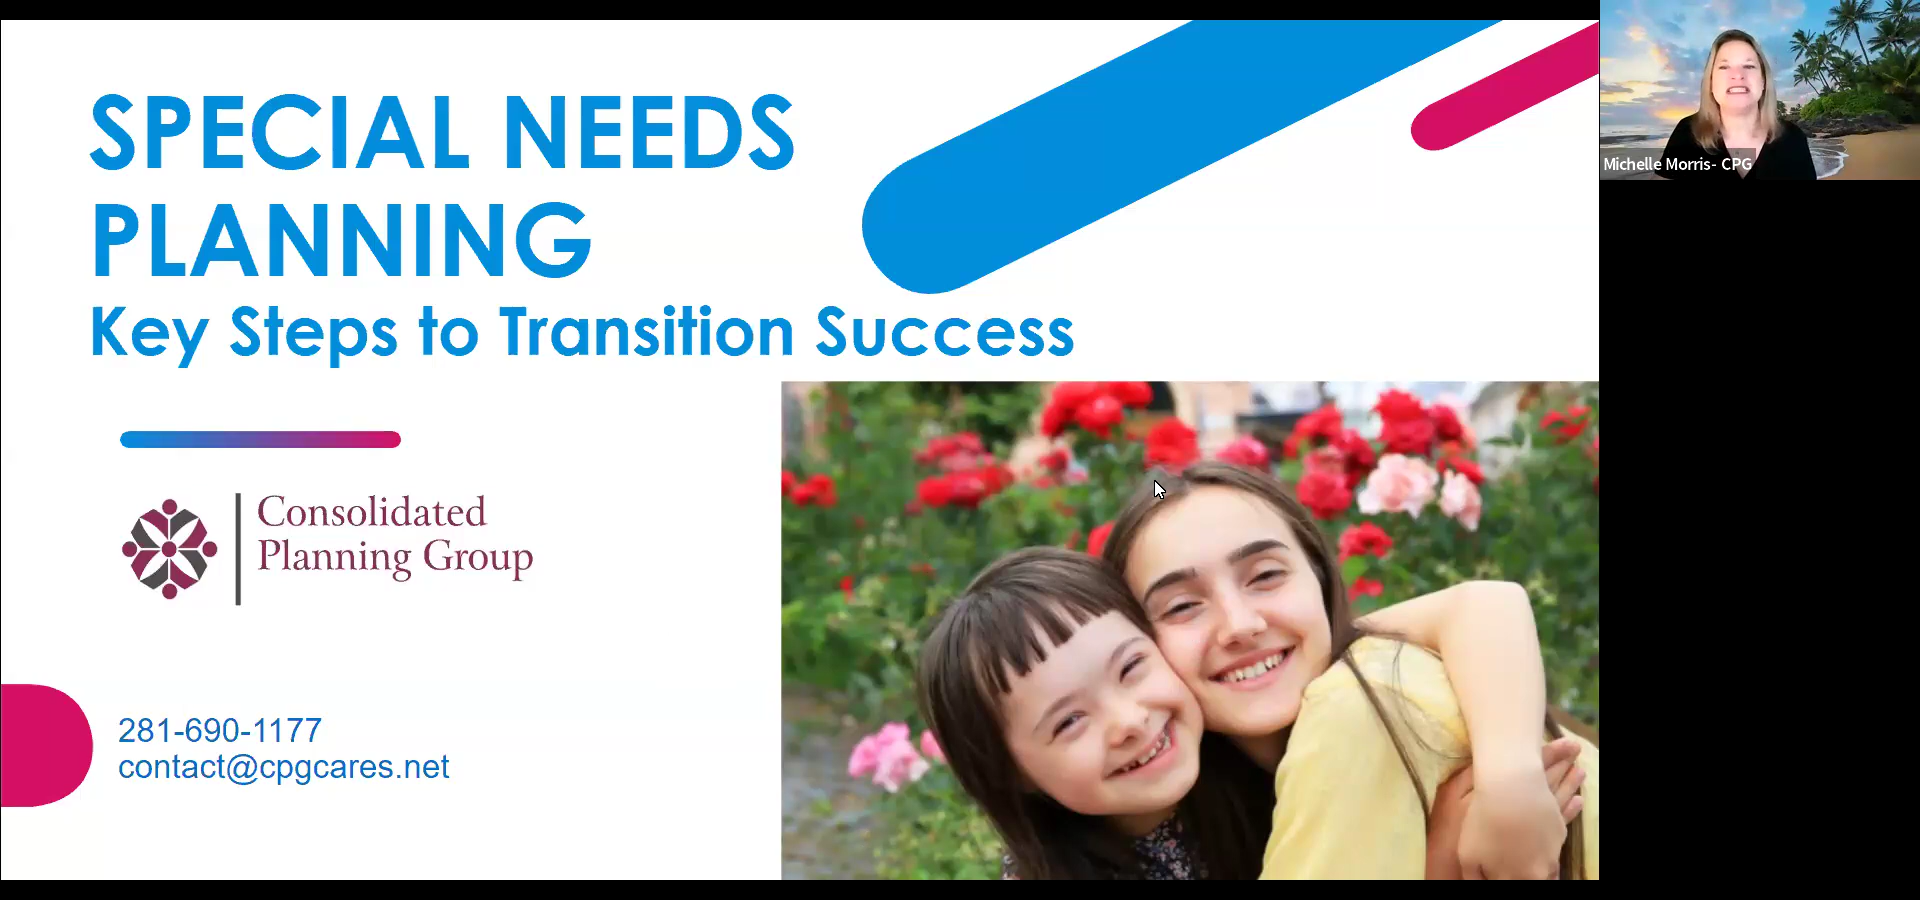 SPECIAL NEEDS
PLANNING
Key Steps to Transition Success
Consolidated
Planning Group
281-690-1177
contact@cpgcares.net
Michelle Morris- CPG